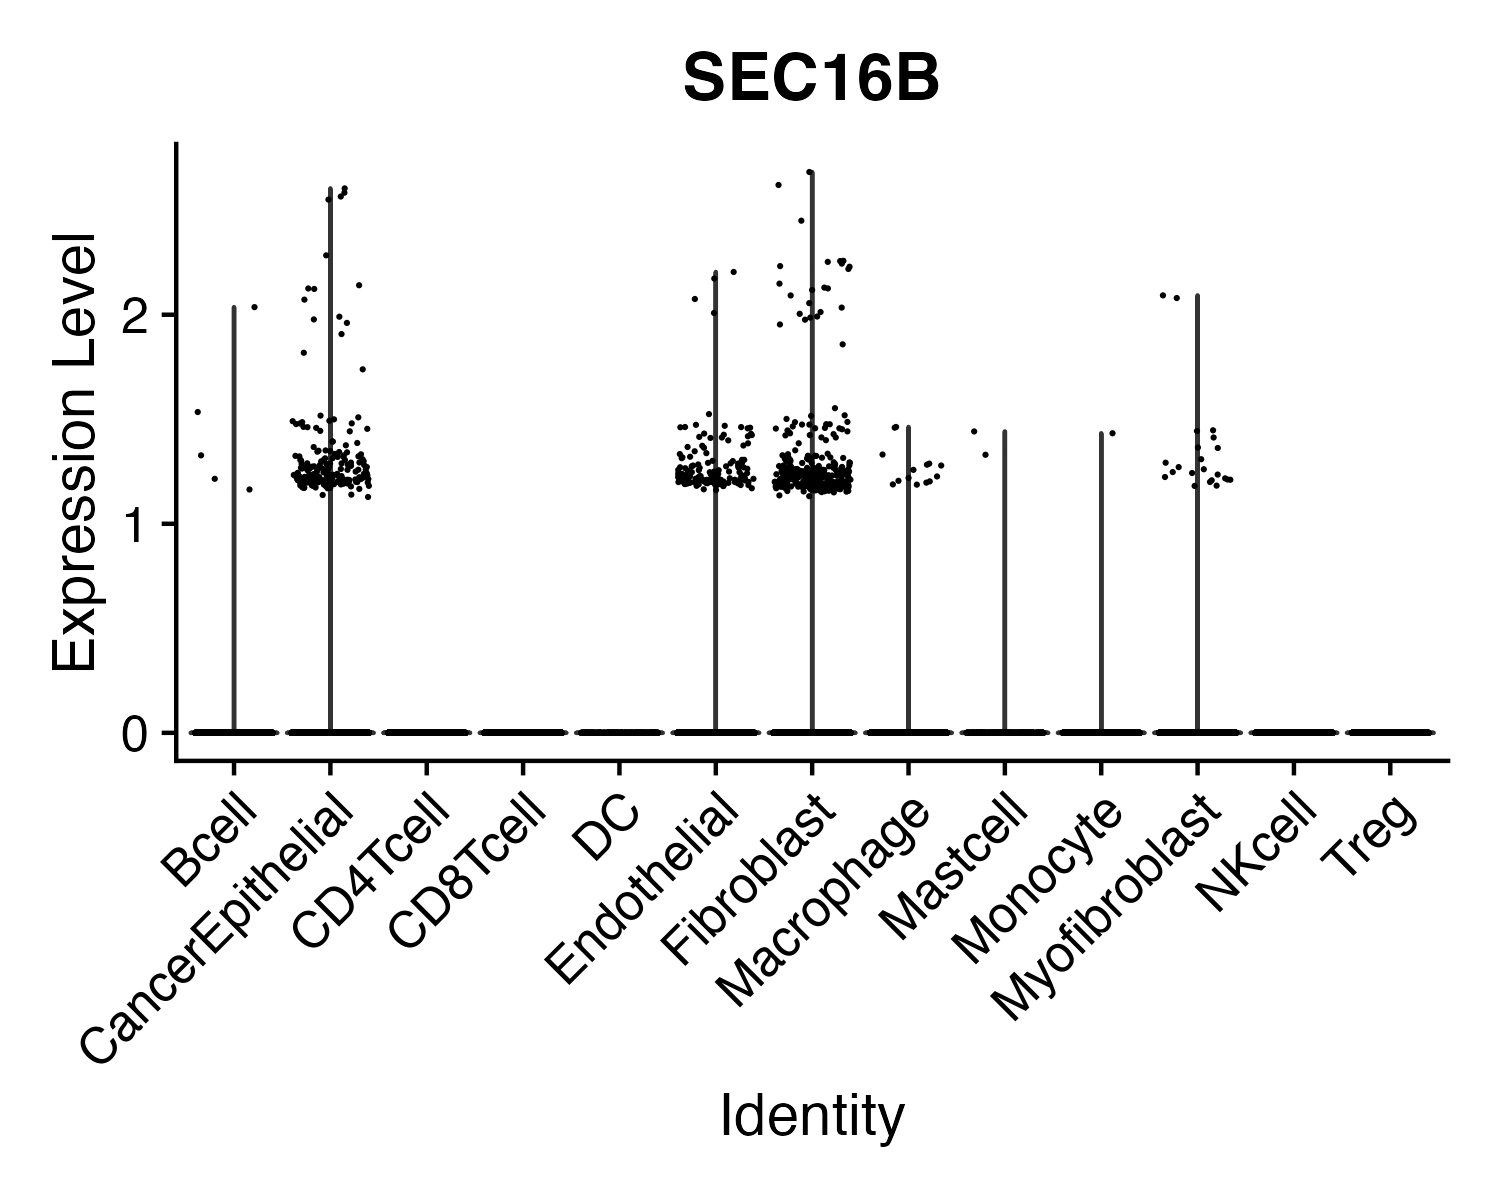 SEC16B
Expression Level
2
1
0
Bcell
CancerEpithelial
CD4Tcell
CD8Tcell
DC
Endothelial
Fibroblast
Macrophage
Mastcell
Monocyte
Myofibroblast
NKcell
Treg
Identity